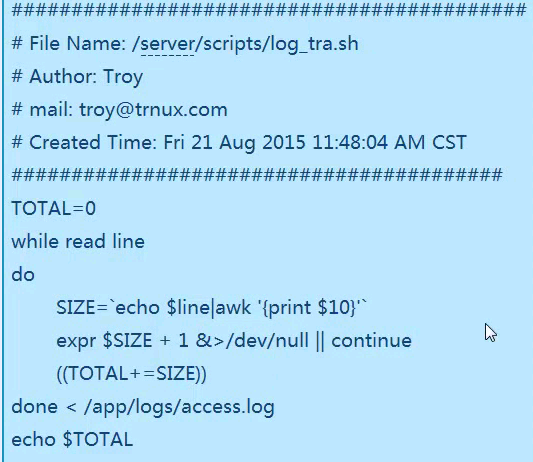 ###########################################
# File Name: /server/scripts/log_tra.sh
# Author: Troy
# mail: troy@trnux.com
# Created Time: Fri 21 Aug 2015 11:48:04 AM CST
#########################################
TOTAL=0
while read line
do
SIZE=`echo $line|awk '{print $10}'`
expr $SIZE + 1 &>/dev/null || continue
((TOTAL+=SIZE))
done < /app/logs/access.log
echo $TOTAL